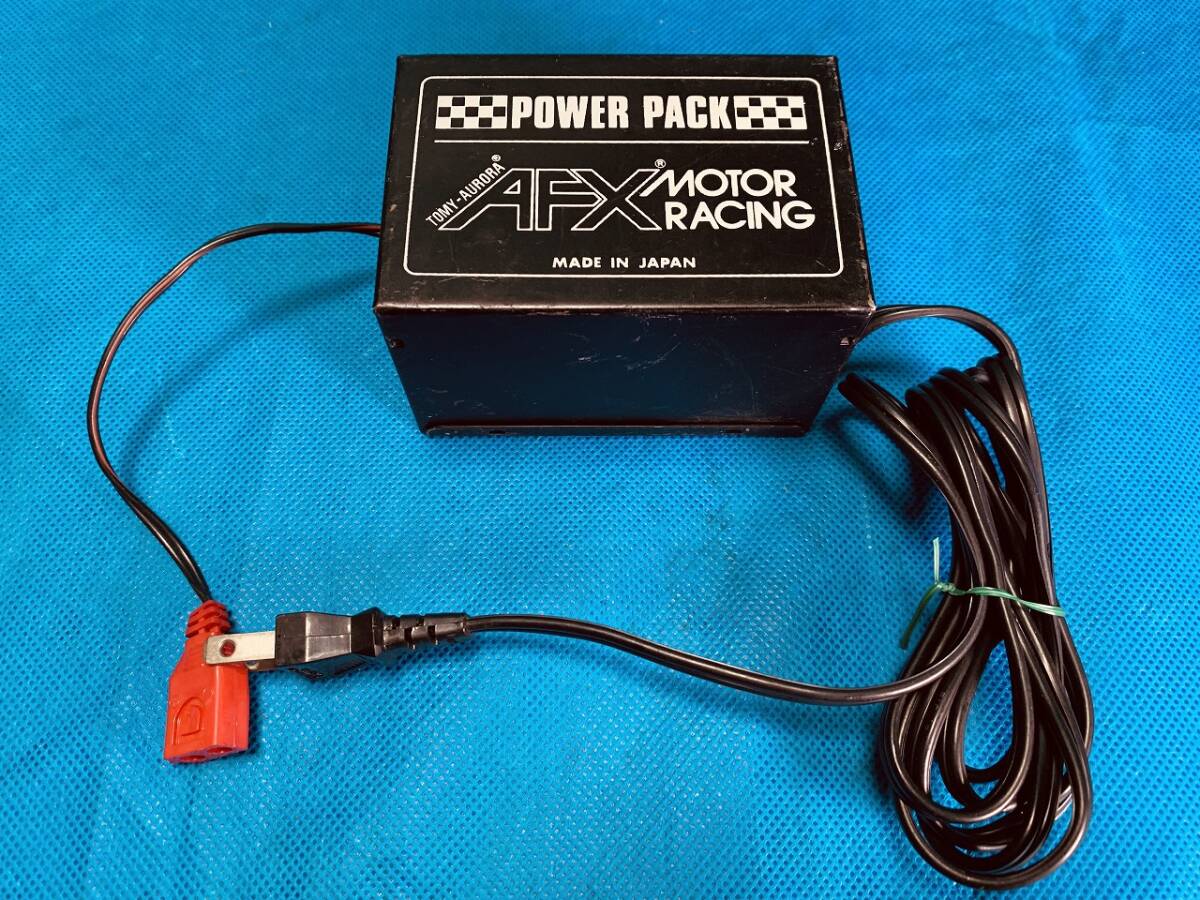 POWER PACK
TOMY-AURORA® AFX® MOTOR
RACING
MADE IN JAPAN